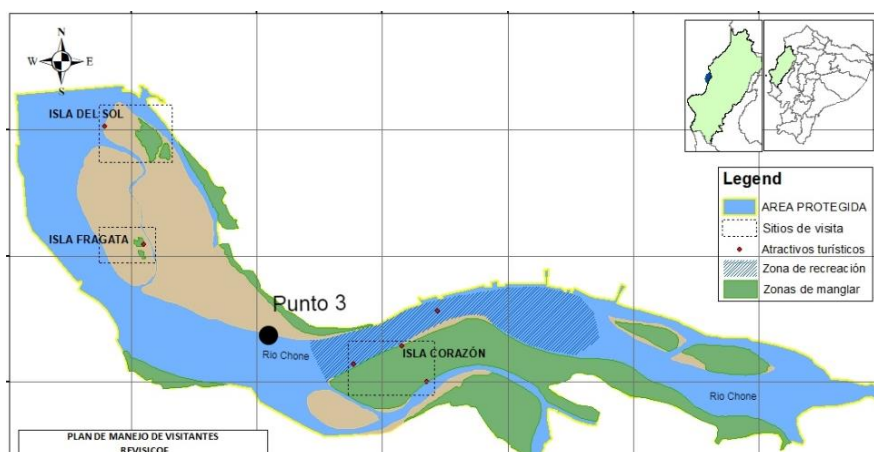 N
W E
S
ISLA DEL SOL
ISLA FRAGATA
Punto 3
Rio Chone
ISLA CORAZÓN
Rio Chone
Legend
AREA PROTEGIDA
Sitios de visita
Atractivos turísticos
Zona de recreación
Zonas de manglar
PLAN DE MANEJO DE VISITANTES
REVISICOF